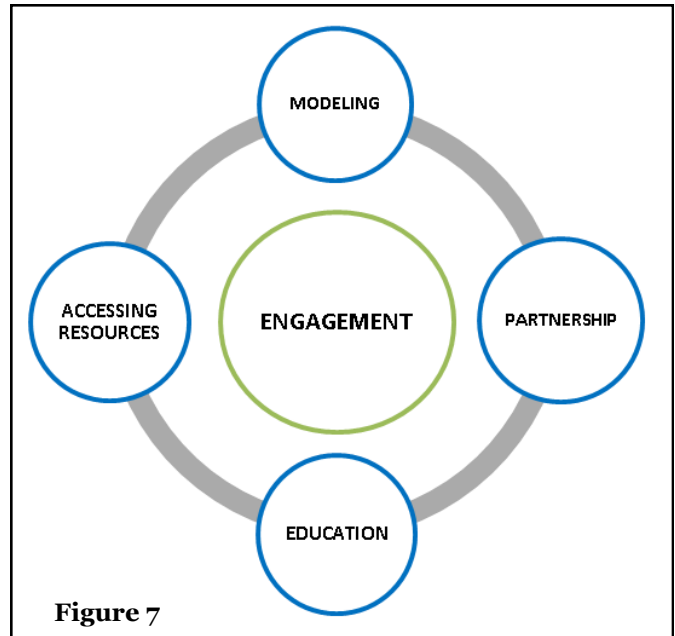 MODELING
ACCESSING
RESOURCES
ENGAGEMENT
PARTNERSHIP
EDUCATION
Figure 7